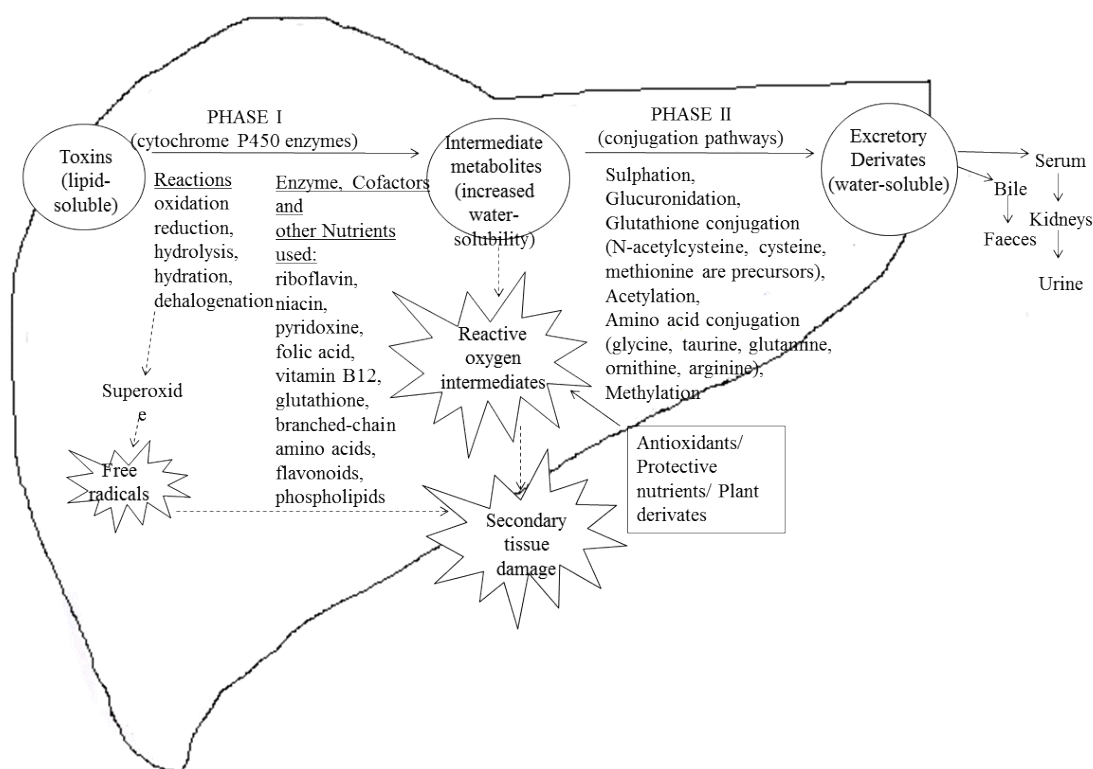 PHASE I
(cytochrome P450 enzymes)
PHASE II
(conjugation pathways)
Toxins
(lipid-
soluble)
Reactions
oxidation
reduction,
hydrolysis,
hydration,
dehalogenation
Enzyme, Cofactors
and
other Nutrients
used:
riboflavin,
niacin,
pyridoxine,
folic acid,
vitamin B12,
glutathione,
branched-chain
amino acids,
flavonoids,
phospholipids
Intermediate
metabolites
(increased
water-
solubility)
Sulphation,
Glucuronidation,
Glutathione conjugation
(N-acetylcysteine, cysteine,
methionine are precursors),
Acetylation,
Amino acid conjugation
(glycine, taurine, glutamine,
ornithine, arginine),
Methylation
Excretory
Derivates
(water-soluble)
Serum
Bile
Kidneys
Faeces
Urine
Superoxid
e
Free
radicals
Reactive
oxygen
intermediates
Secondary
tissue
damage
Antioxidants/
Protective
nutrients/ Plant
derivates